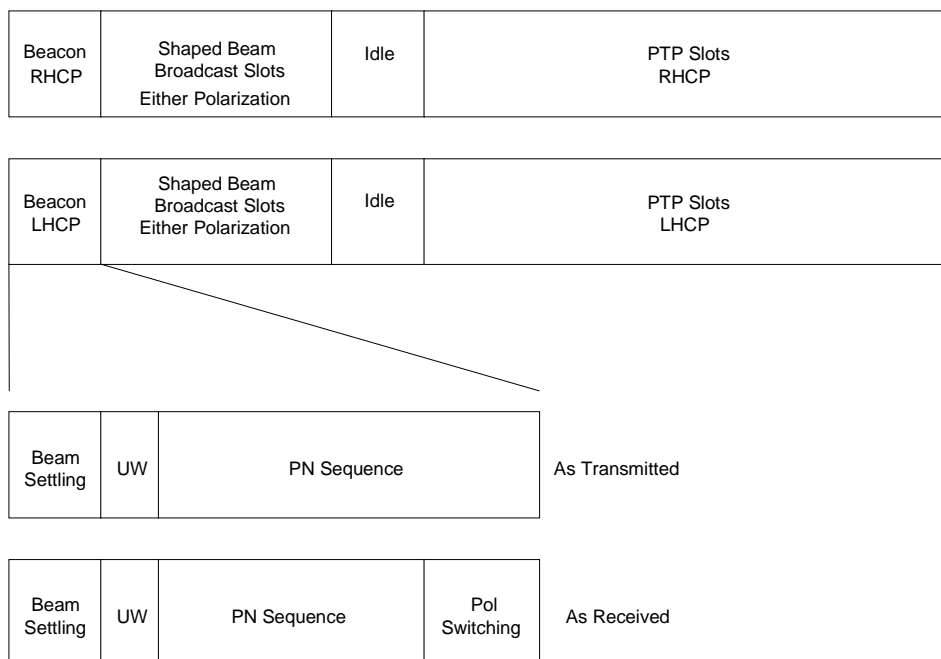 Beacon
RHCP
Shaped Beam
Broadcast Slots
Either Polarization
Idle
PTP Slots
RHCP
Beacon
LHCP
Shaped Beam
Broadcast Slots
Either Polarization
Idle
PTP Slots
LHCP
Beam
Settling
UW
PN Sequence
As Transmitted
Beam
Settling
UW
PN Sequence
Pol
Switching
As Received